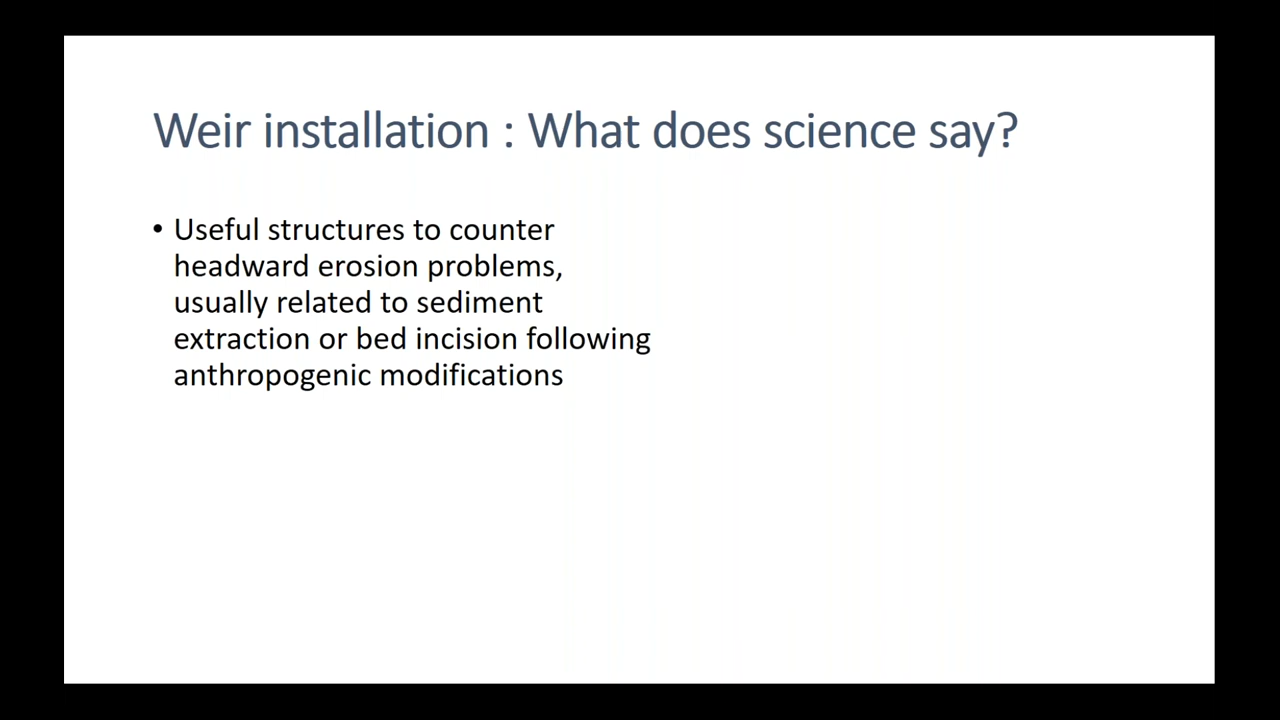 Weir installation : What does science say?
• Useful structures to counter
headward erosion problems,
usually related to sediment
extraction or bed incision following
anthropogenic modifications